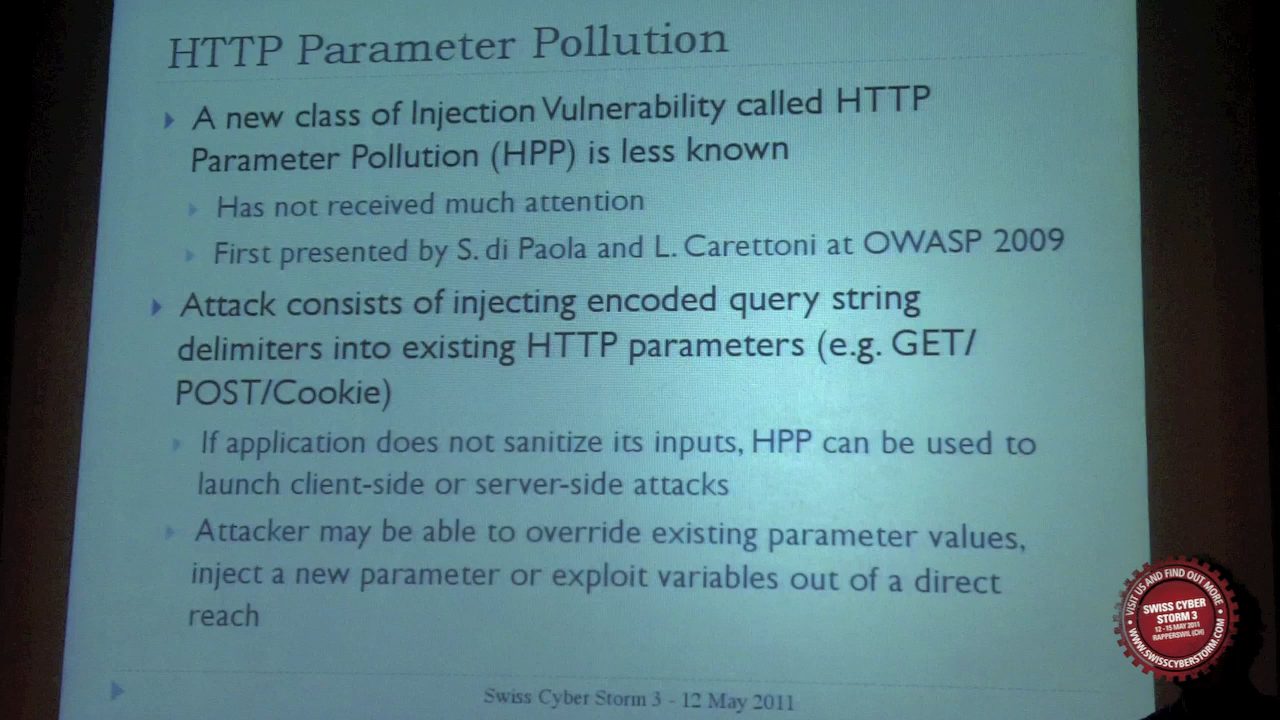 HTTP Parameter Pollution
A new class of Injection Vulnerability called HTTP
Parameter Pollution (HPP) is less known
Has not received much attention
First presented by S. di Paola and L. Carettoni at OWASP 2009
Attack consists of injecting encoded query string
delimiters into existing HTTP parameters (e.g. GET/
POST/Cookie)
If application does not sanitize its inputs, HPP can be used to
launch client-side or server-side attacks
Attacker may be able to override existing parameter values,
inject a new parameter or exploit variables out of a direct
reach
Swiss Cyber Storm 3 - 12 May 2011
• VISIT US AND FIND OUT MORE •
SWISS CYBER
STORM 3
12 - 15 MAY 2011
RAPPERSWIL (CH)
WWW.SWISSCYBERSTORM.COM